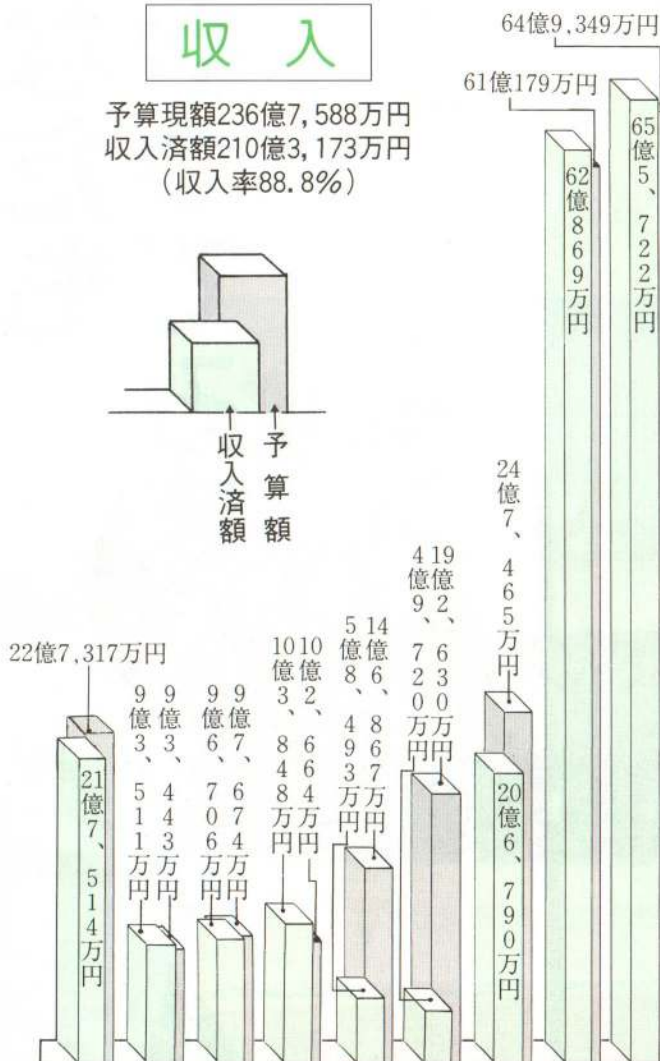 収入
予算現額236億7,588万円
収入済額210億3,173万円
(収入率88.8%)
収入済額
予算額
22億7,317万円
21億7、514万円
9億3、511万円
9億3、443万円
9億6、706万円
9億7、674万円
10億3、848万円
10億2、664万円
5億8、493万円
14億6、867万円
4億9、720万円
19億2、630万円
24億7、465万円
20億6、790万円
61億179万円
62億869万円
64億9,349万円
65億5、722万円